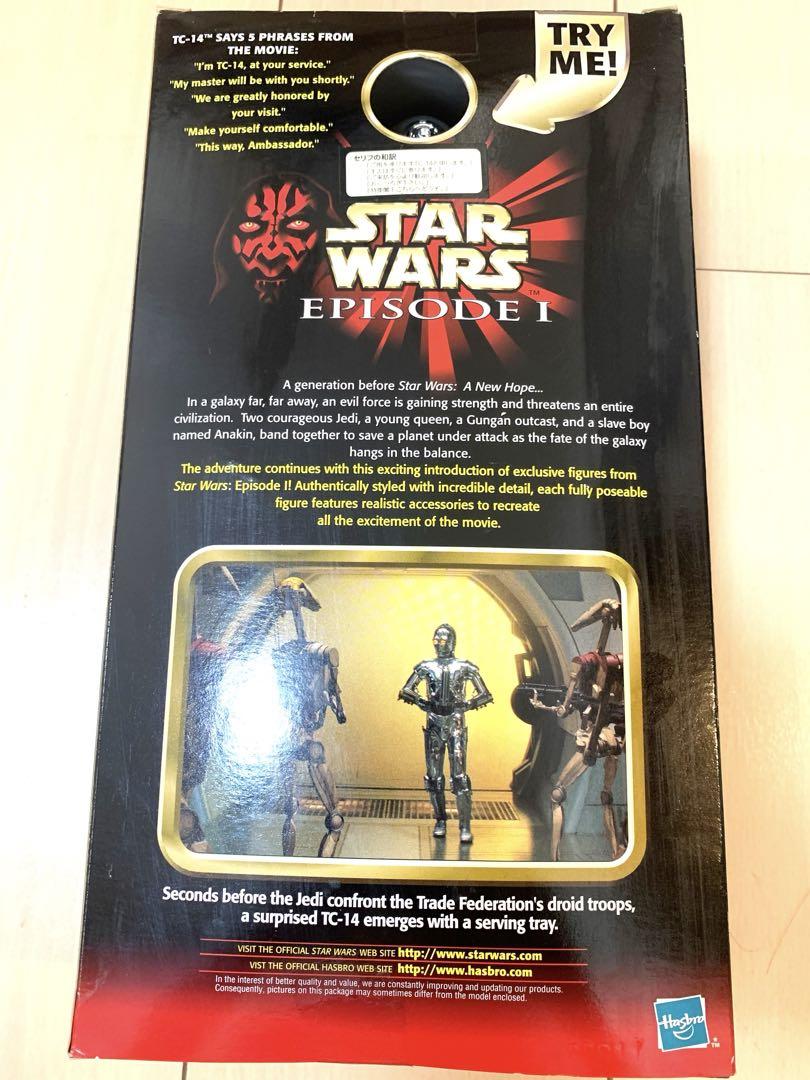 TC-14™ SAYS 5 PHRASES FROM
THE MOVIE:
"I'm TC-14, at your service."
"My master will be with you shortly."
"We are greatly honored by
your visit."
"Make yourself comfortable."
"This way, Ambassador."
TRY
ME!
セリフの和訳
STAR
WARS
TM
EPISODE I
A generation before Star Wars: A New Hope...
In a galaxy far, far away, an evil force is gaining strength and threatens an entire
civilization. Two courageous Jedi, a young queen, a Gungan outcast, and a slave boy
named Anakin, band together to save a planet under attack as the fate of the galaxy
hangs in the balance.
The adventure continues with this exciting introduction of exclusive figures from
Star Wars: Episode I! Authentically styled with incredible detail, each fully poseable
figure features realistic accessories to recreate
all the excitement of the movie.
Seconds before the Jedi confront the Trade Federation's droid troops,
a surprised TC-14 emerges with a serving tray.
VISIT THE OFFICIAL STAR WARS WEB SITE http://www.starwars.com
VIST THE OFFICIAL HASBRO WEB SITE http://www.hasbro.com
In the interest of better quality and value, we are constantly improving and updating our products.
Consequently, pictures on this package may sometimes differ from the model enclosed.
Hasbro
TM